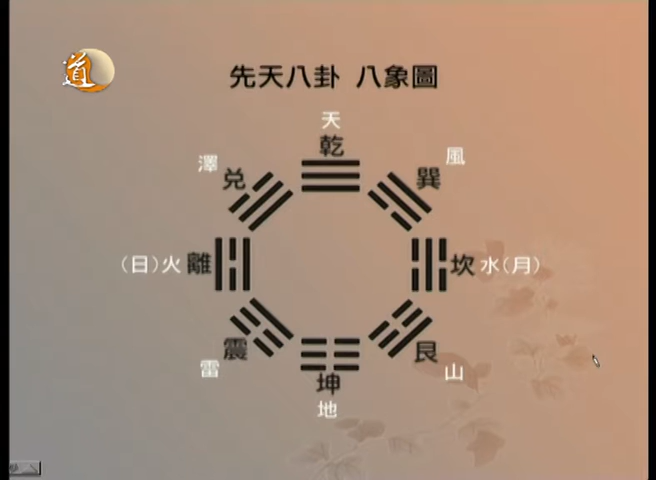 道
先天八卦 八象圖
天
乾
澤 兌
巽 風
(日)火 離
坎 水(月)
震
雷
艮
山
坤
地